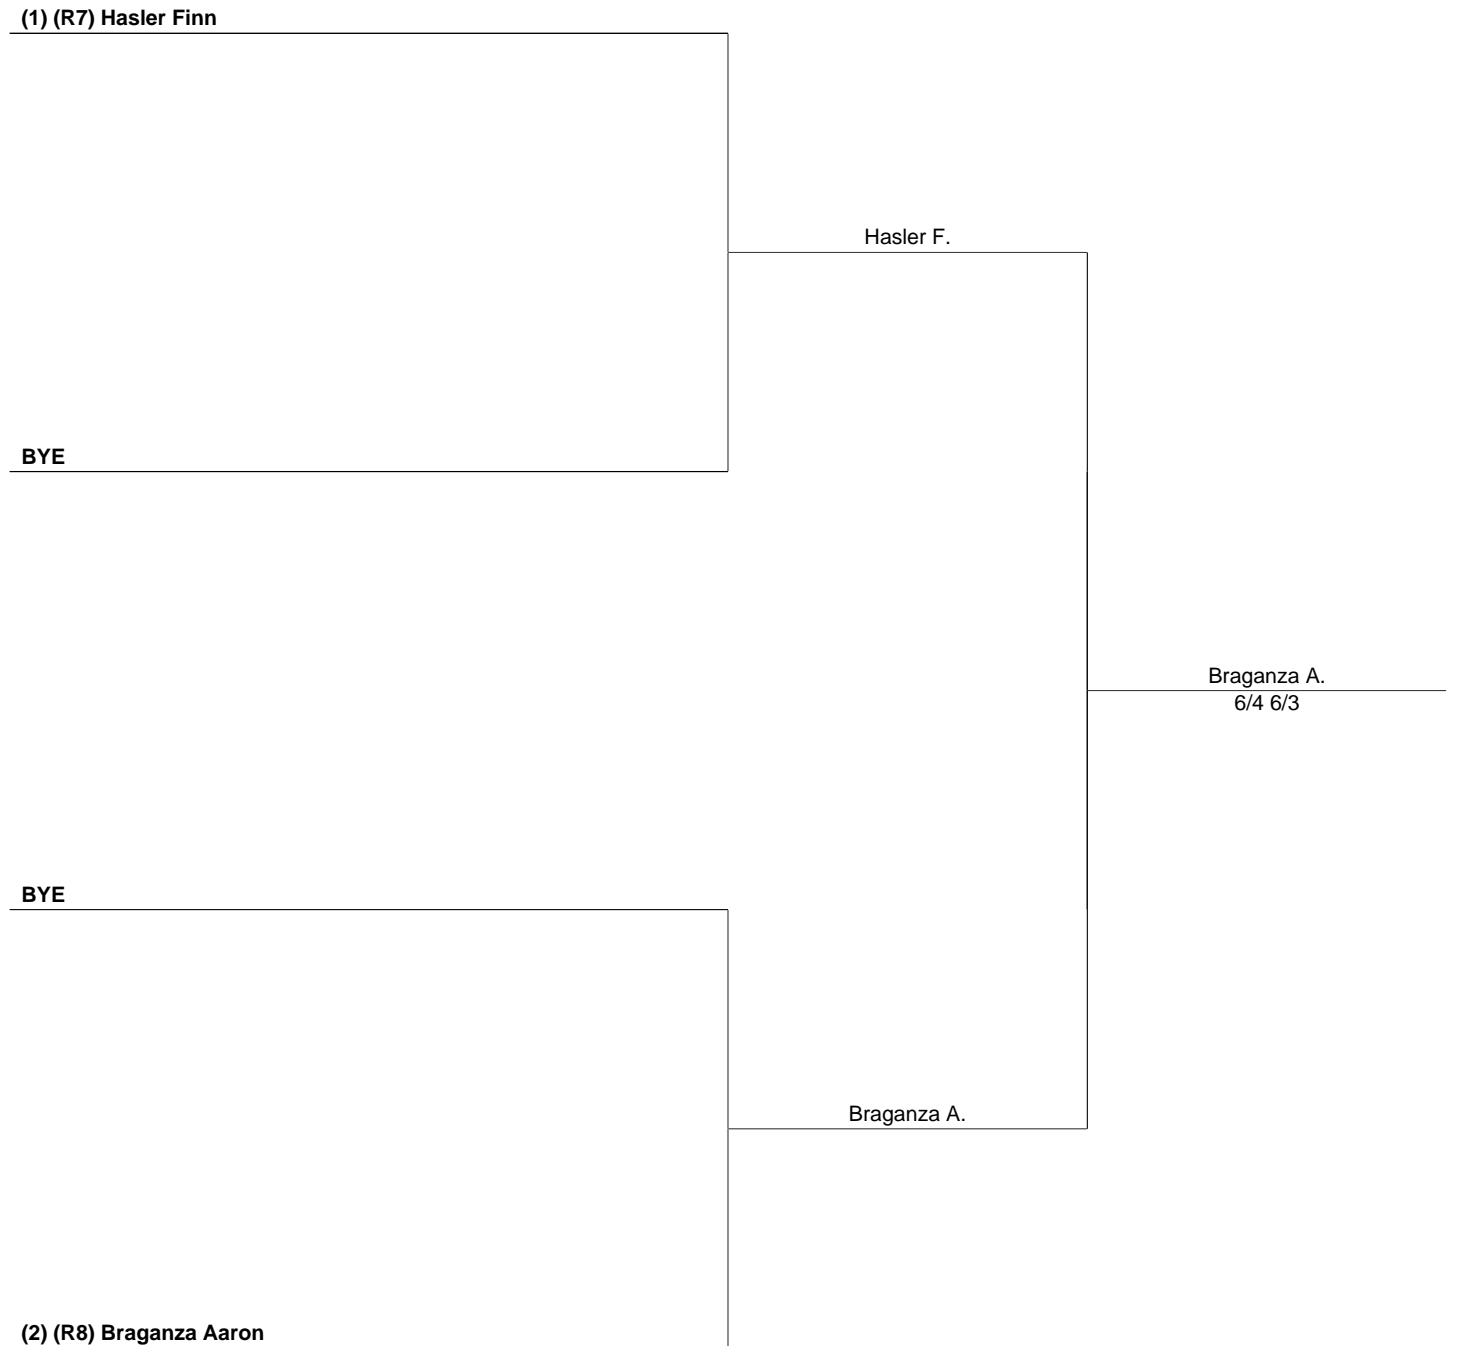 (1) (R7) Hasler Finn
Hasler F.
BYE
Braganza A.
6/4 6/3
BYE
Braganza A.
(2) (R8) Braganza Aaron